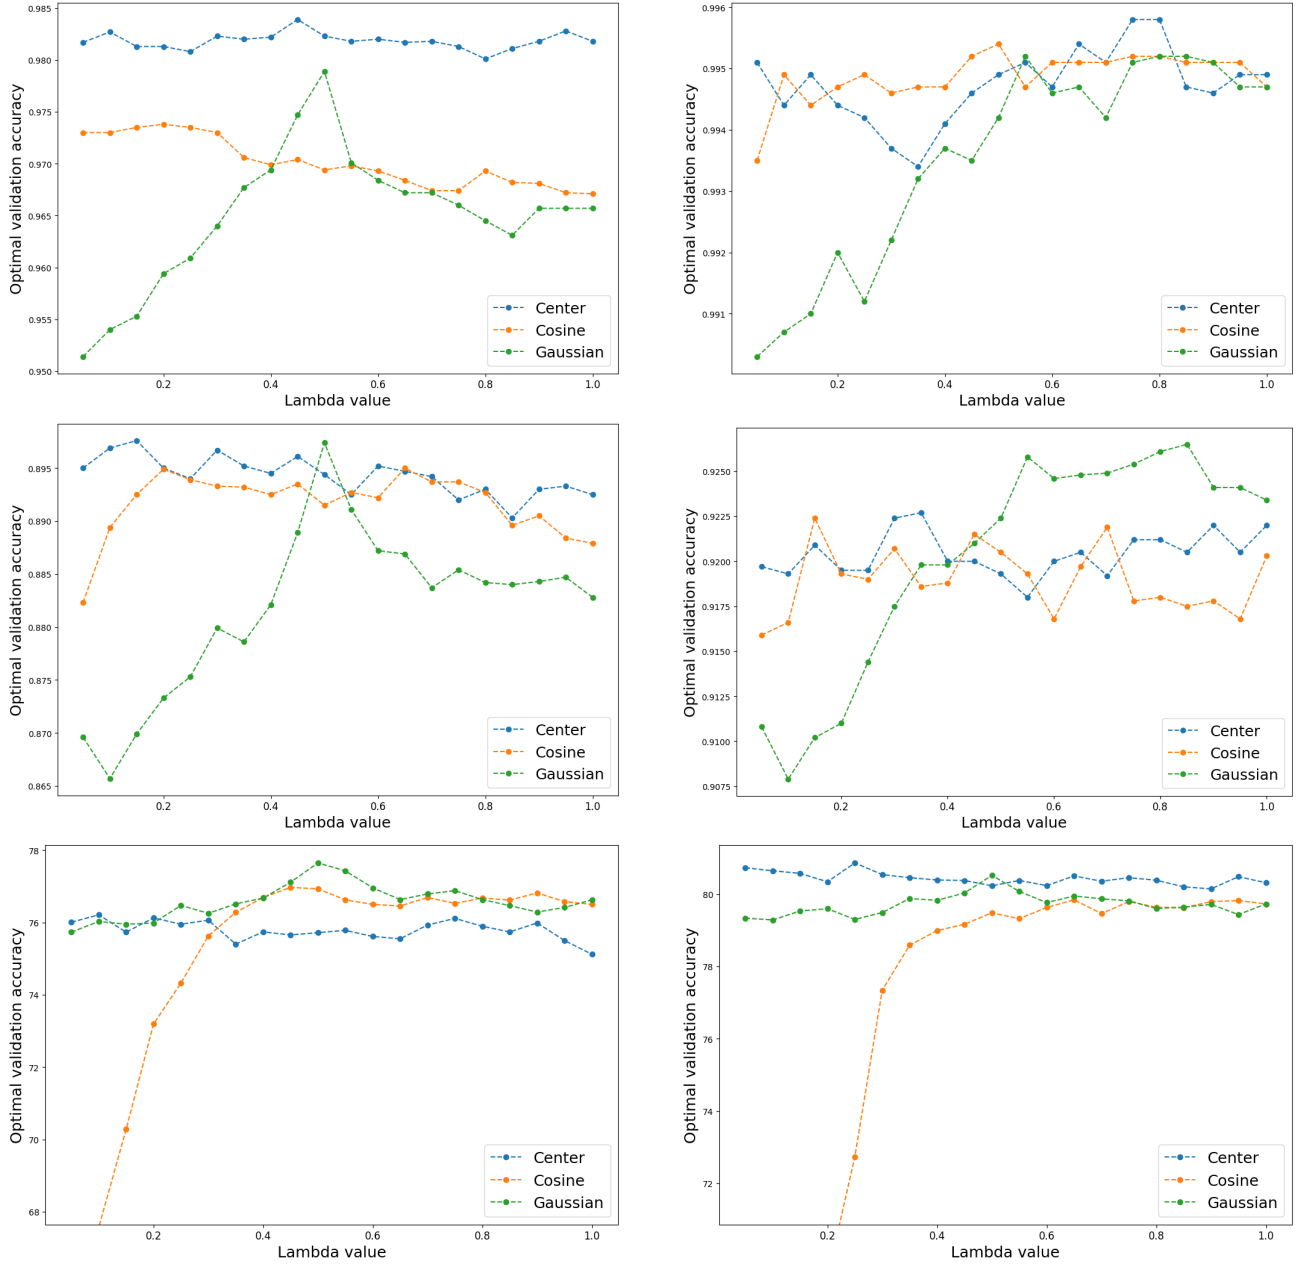 Optimal validation accuracy
0.985
0.980
0.975
0.970
0.965
0.960
0.955
0.950
Center
Cosine
Gaussian
0.2 0.4 0.6 0.8 1.0
Lambda value
Optimal validation accuracy
0.996
0.995
0.994
0.993
0.992
0.991
Center
Cosine
Gaussian
0.2 0.4 0.6 0.8 1.0
Lambda value
Optimal validation accuracy
0.895
0.890
0.885
0.880
0.875
0.870
0.865
Center
Cosine
Gaussian
0.2 0.4 0.6 0.8 1.0
Lambda value
Optimal validation accuracy
0.9250
0.9225
0.9200
0.9175
0.9150
0.9125
0.9100
0.9075
Center
Cosine
Gaussian
0.2 0.4 0.6 0.8 1.0
Lambda value
Optimal validation accuracy
78
76
74
72
70
68
Center
Cosine
Gaussian
0.2 0.4 0.6 0.8 1.0
Lambda value
Optimal validation accuracy
80
78
76
74
72
Center
Cosine
Gaussian
0.2 0.4 0.6 0.8 1.0
Lambda value